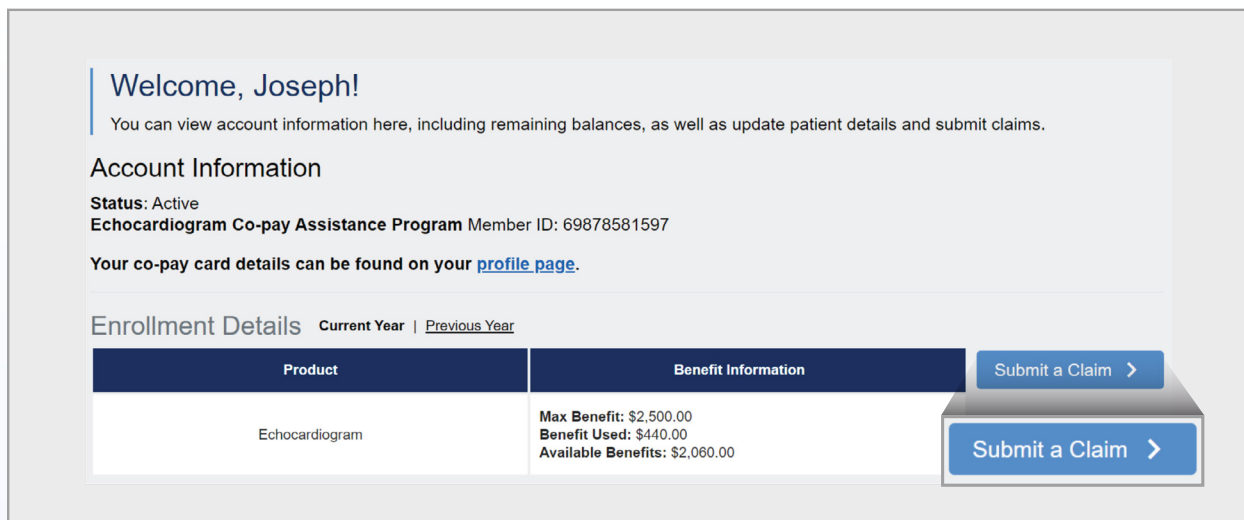 Welcome, Joseph!
You can view account information here, including remaining balances, as well as update patient details and submit claims.
Account Information
Status: Active
Echocardiogram Co-pay Assistance Program Member ID: 69878581597
Your co-pay card details can be found on your profile page.
Enrollment Details Current Year | Previous Year
Product Benefit Information Submit a Claim
Echocardiogram
Max Benefit: $2,500.00
Benefit Used: $440.00
Available Benefits: $2,060.00
Submit a Claim